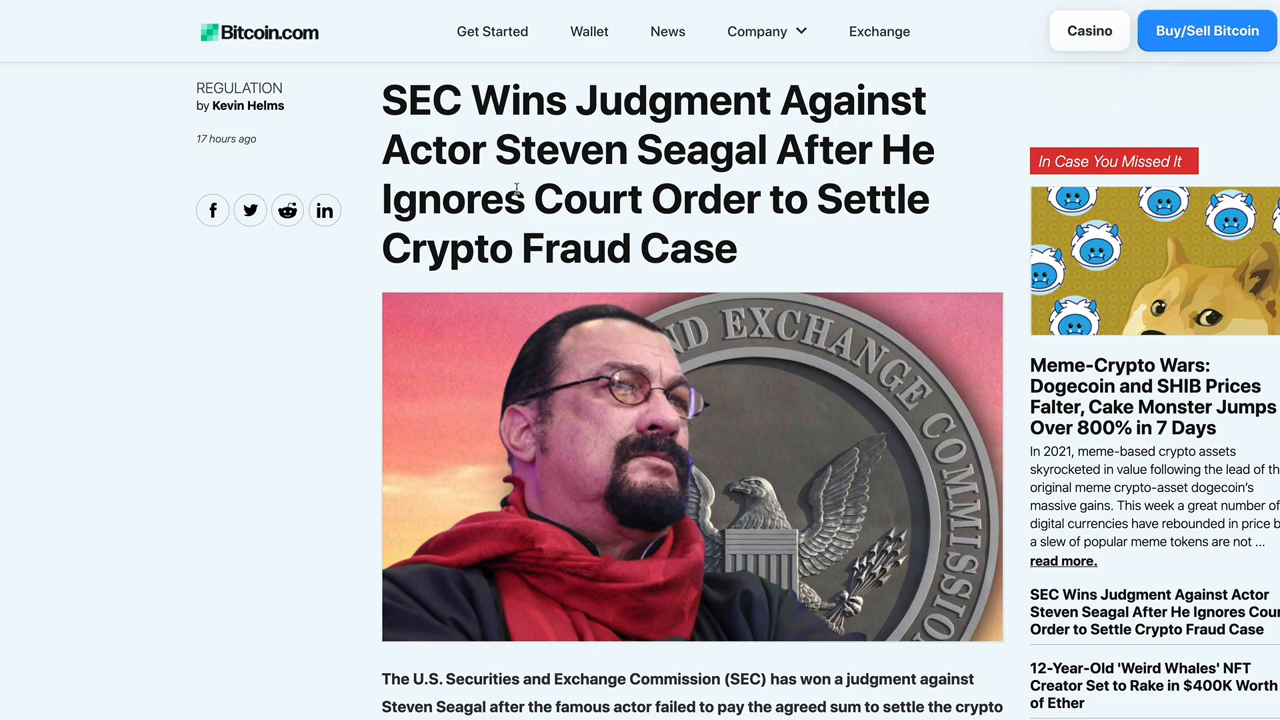 Bitcoin.com
Get Started
Wallet
News
Company
Exchange
Casino
Buy/Sell Bitcoin
REGULATION
by Kevin Helms
17 hours ago
SEC Wins Judgment Against
Actor Steven Seagal After He
Ignores Court Order to Settle
Crypto Fraud Case
ND EXCHANGE COMMISSION
The U.S. Securities and Exchange Commission (SEC) has won a judgment against
Steven Seagal after the famous actor failed to pay the agreed sum to settle the crypto
In Case You Missed It
Meme-Crypto Wars:
Dogecoin and SHIB Prices
Falter, Cake Monster Jumps
Over 800% in 7 Days
In 2021, meme-based crypto assets
skyrocketed in value following the lead of th
original meme crypto-asset dogecoin's
massive gains. This week a great number of
digital currencies have rebounded in price b
a slew of popular meme tokens are not ...
read more.
SEC Wins Judgment Against Actor
Steven Seagal After He Ignores Cour
Order to Settle Crypto Fraud Case
12-Year-Old 'Weird Whales' NFT
Creator Set to Rake in $400K Worth
of Ether